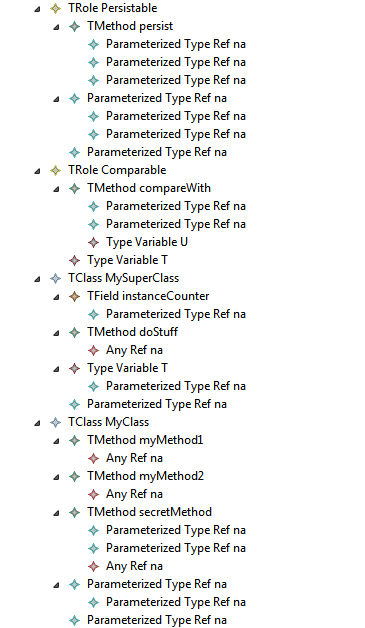 TRole Persistable
TMethod persist
Parameterized Type Ref na
Parameterized Type Ref na
Parameterized Type Ref na
Parameterized Type Ref na
Parameterized Type Ref na
Parameterized Type Ref na
Parameterized Type Ref na
TRole Comparable
TMethod compareWith
Parameterized Type Ref na
Parameterized Type Ref na
Type Variable U
Type Variable T
TClass MySuperClass
TField instanceCounter
Parameterized Type Ref na
TMethod doStuff
Any Ref na
Type Variable T
Parameterized Type Ref na
Parameterized Type Ref na
TClass MyClass
TMethod myMethod1
Any Ref na
TMethod myMethod2
Any Ref na
TMethod secretMethod
Parameterized Type Ref na
Parameterized Type Ref na
Any Ref na
Parameterized Type Ref na
Parameterized Type Ref na
Parameterized Type Ref na